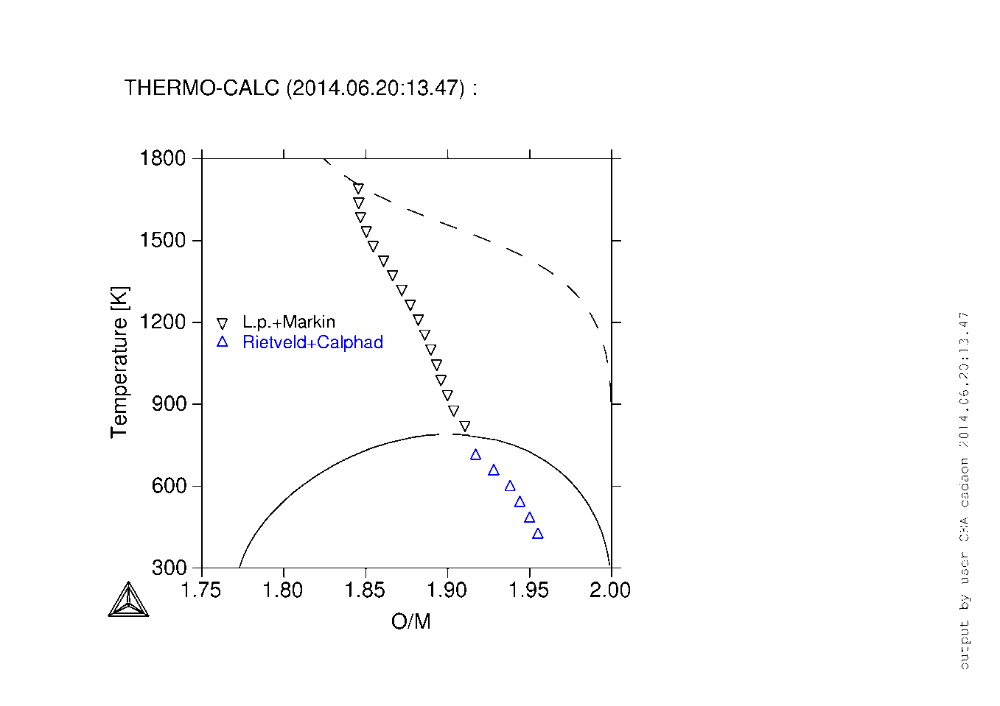 THERMO-CALC (2014.06.20:13.47) :
1800
1500
1200
900
600
300
Temperature [K]
L.p.+Markin
Rietveld+Calphad
1.75 1.80 1.85 1.90 1.95 2.00
O/M
output by user CEA cadaon 2014.06.20:13.47